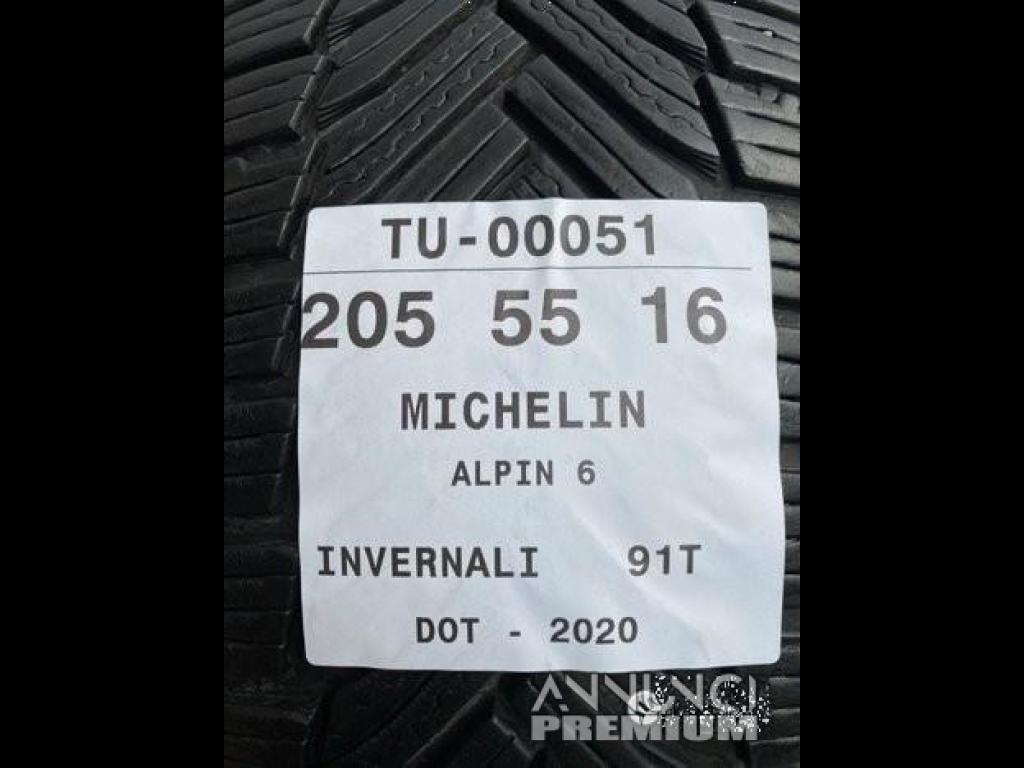 TU-00051
205 55 16
MICHELIN
ALPIN 6
INVERNALI 91T
DOT - 2020
ANNUNCI
PREMIUM